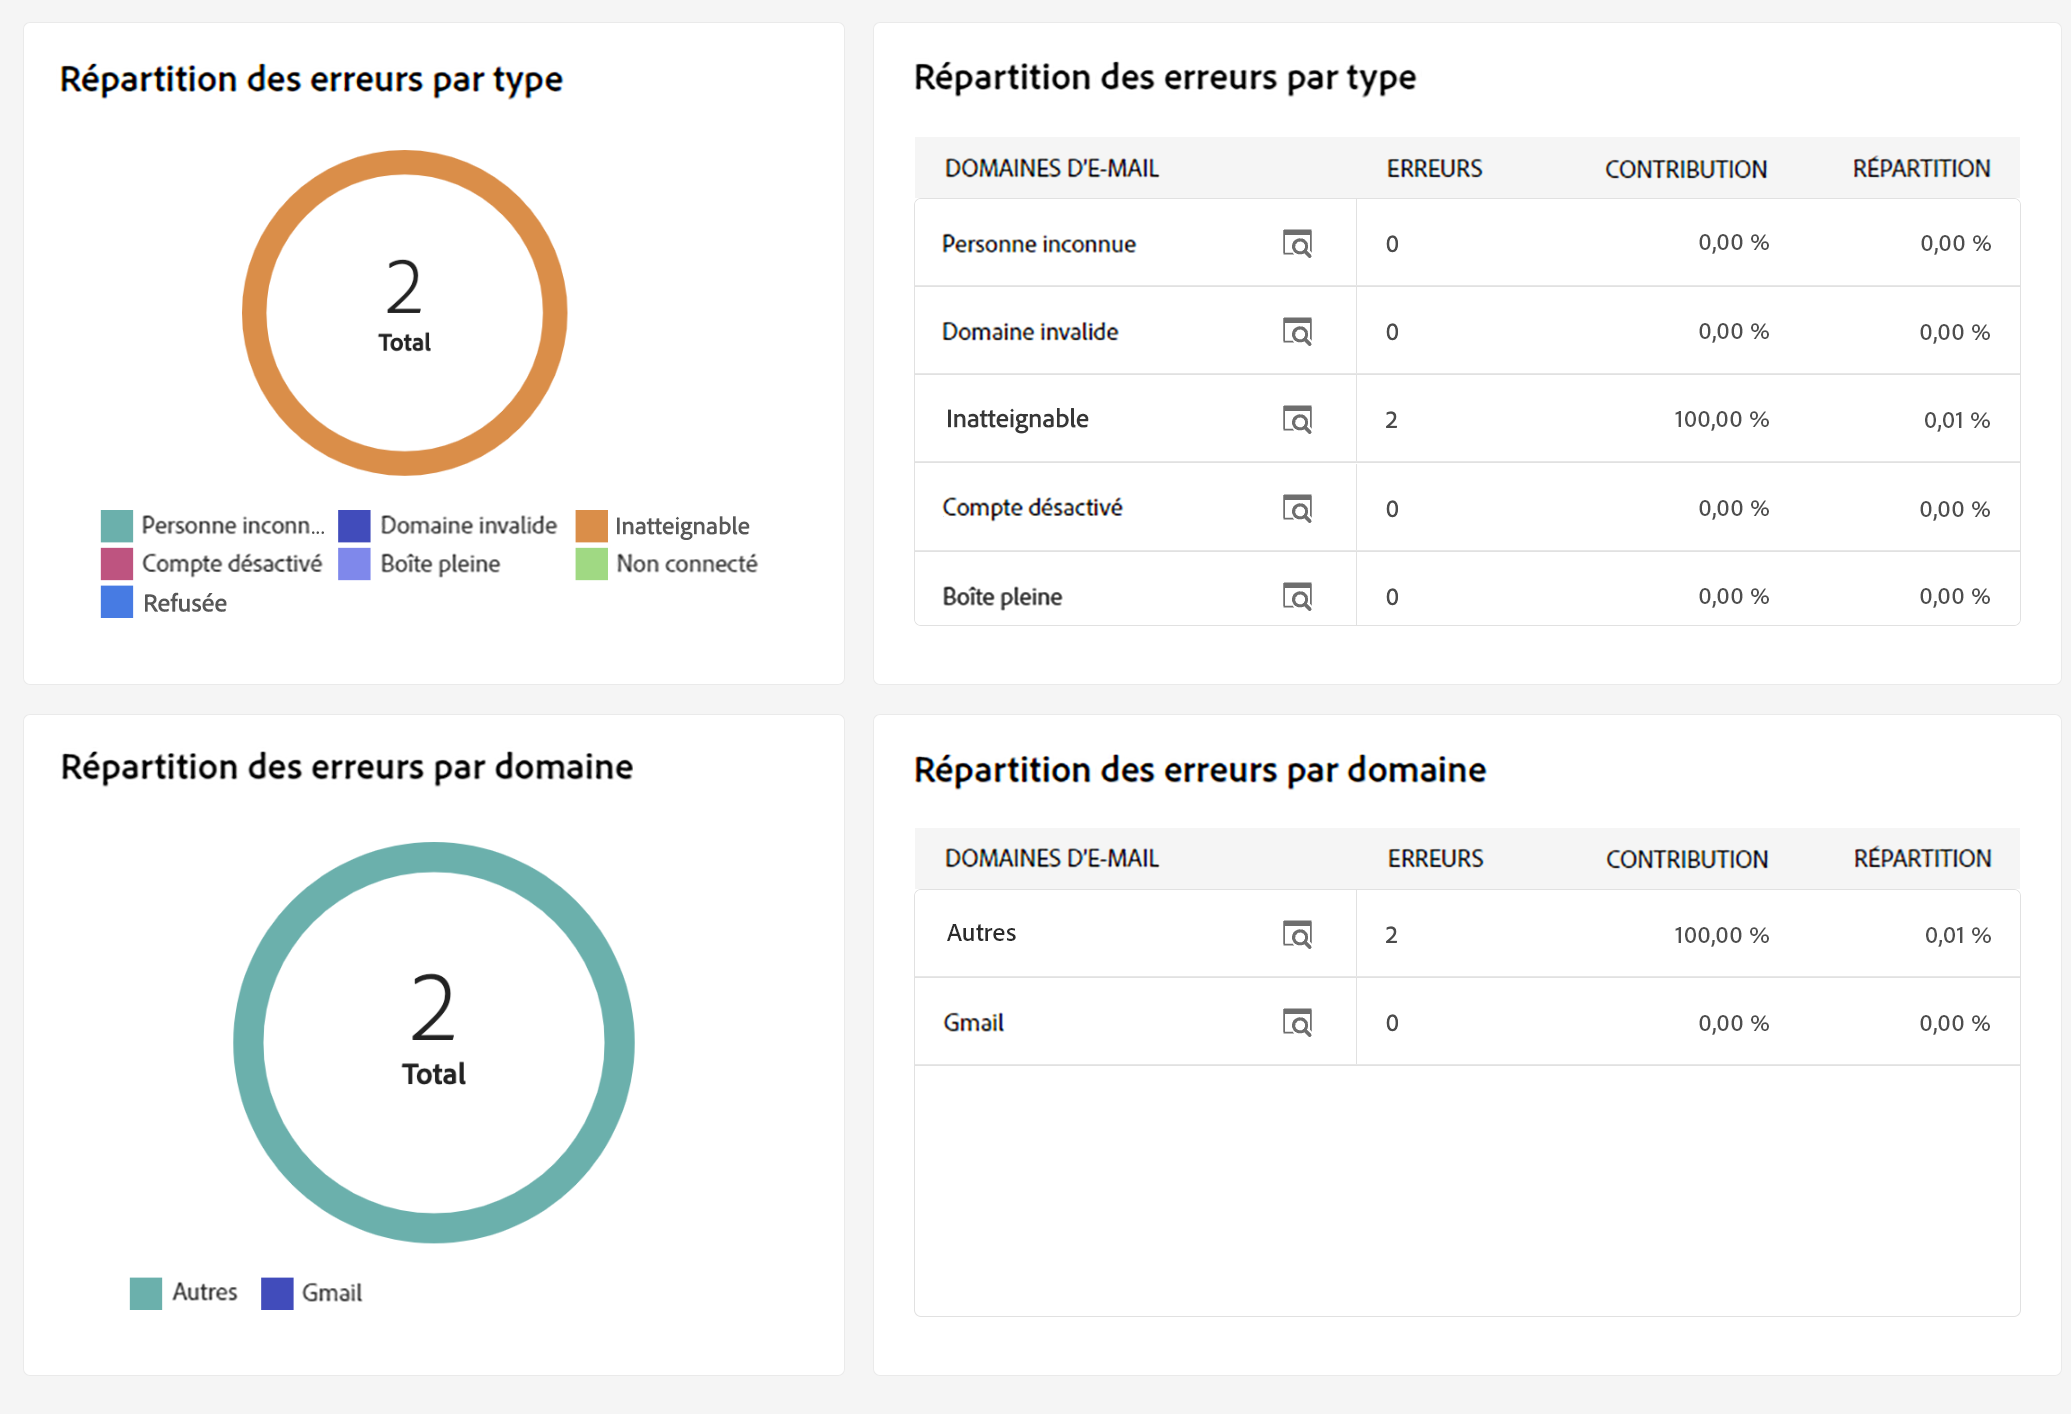 Répartition des erreurs par type
2
Total
Personne inconn... Domaine invalide Inatteignable
Compte désactivé Boîte pleine Non connecté
Refusée
Répartition des erreurs par type
DOMAINES D'E-MAIL ERREURS CONTRIBUTION RÉPARTITION
Personne inconnue 0 0,00 % 0,00 %
Domaine invalide 0 0,00 % 0,00 %
Inatteignable 2 100,00 % 0,01 %
Compte désactivé 0 0,00 % 0,00 %
Boîte pleine 0 0,00 % 0,00 %
Répartition des erreurs par domaine
2
Total
Autres Gmail
Répartition des erreurs par domaine
DOMAINES D'E-MAIL ERREURS CONTRIBUTION RÉPARTITION
Autres 2 100,00 % 0,01 %
Gmail 0 0,00 % 0,00 %